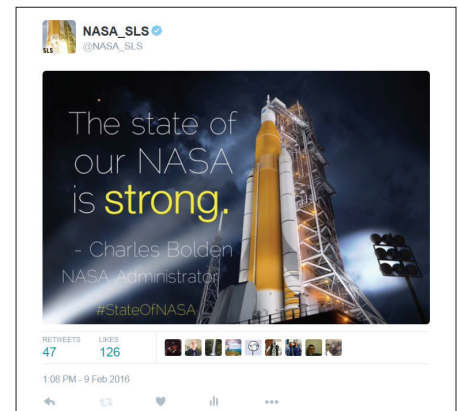 NASA_SLS
@NASA_SLS
SLS
The state of
our NASA
is strong.
- Charles Bolden
NASA Administrator
#StateOfNASA
RETWEETS LIKES
47 126
1:08 PM - 9 Feb 2016